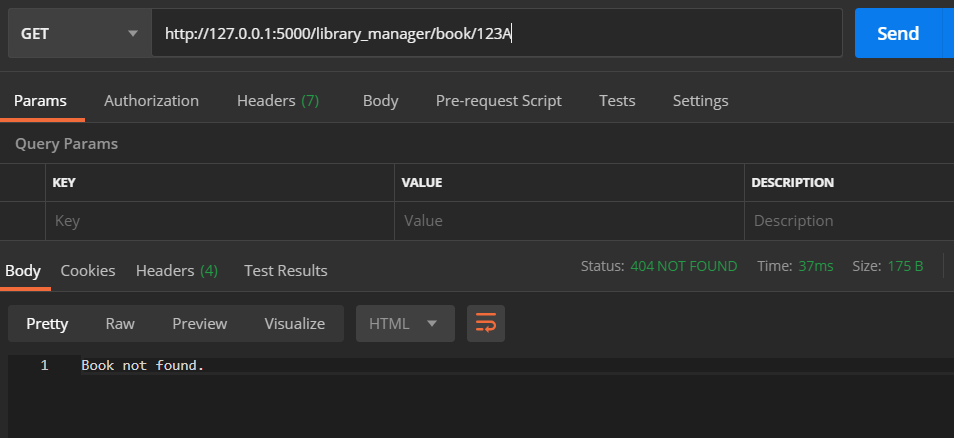 GET http://127.0.0.1:5000/library_manager/book/123A Send
Params Authorization Headers (7) Body Pre-request Script Tests Settings
Query Params
KEY VALUE DESCRIPTION
Key Value Description
Body Cookies Headers (4) Test Results Status: 404 NOT FOUND Time: 37ms Size: 175 B
Pretty Raw Preview Visualize HTML
1 Book not found.